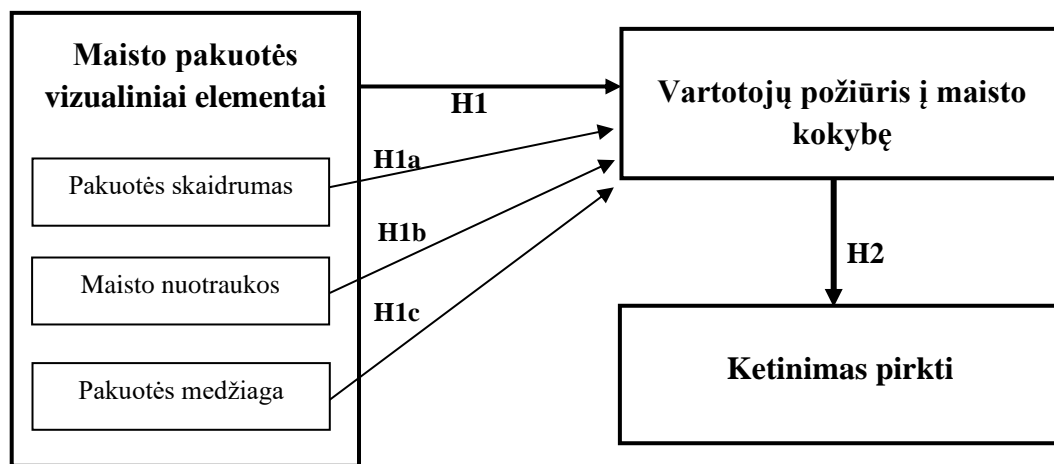 Maisto pakuotės
vizualiniai elementai
Pakuotės skaidrumas
Maisto nuotraukos
Pakuotės medžiaga
H1
H1a
H1b
H1c
Vartotojų požiūris į maisto
kokybę
H2
Ketinimas pirkti